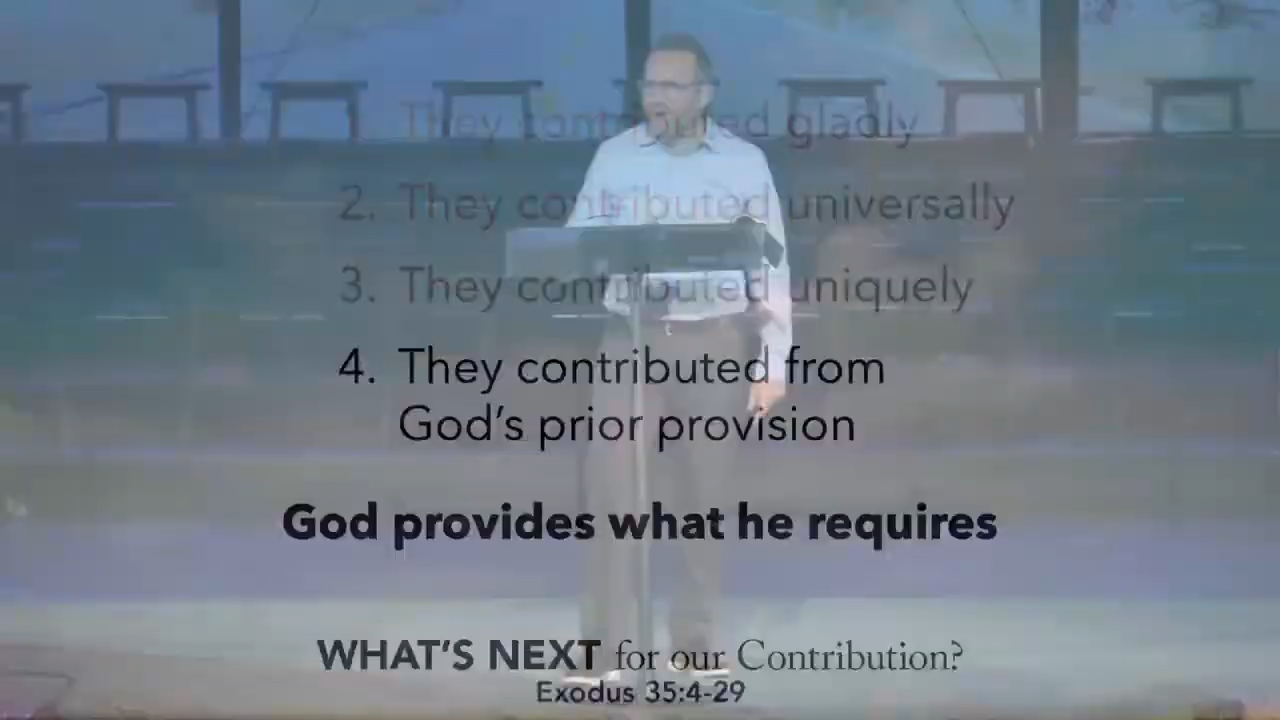 They contributed gladly
2. They contributed universally
3. They contributed uniquely
4. They contributed from
God's prior provision
God provides what he requires
WHAT'S NEXT for our Contribution?
Exodus 35:4-29